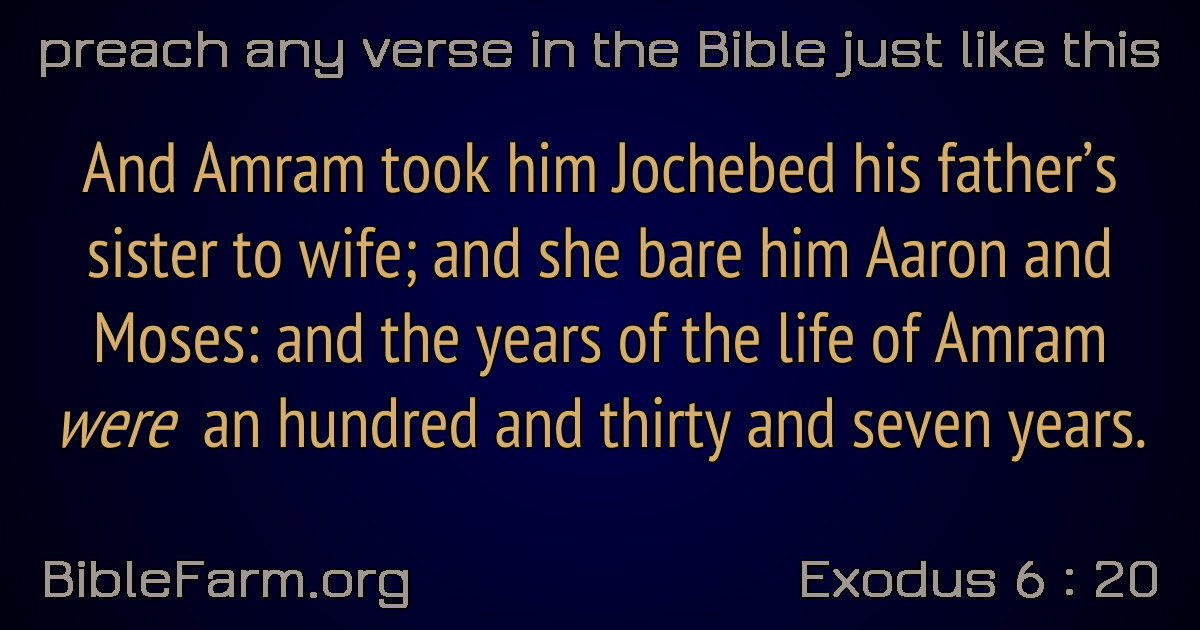 preach any verse in the Bible just like this
And Amram took him Jochebed his father’s
sister to wife; and she bare him Aaron and
Moses: and the years of the life of Amram
were an hundred and thirty and seven years.
BibleFarm.org
Exodus 6 : 20